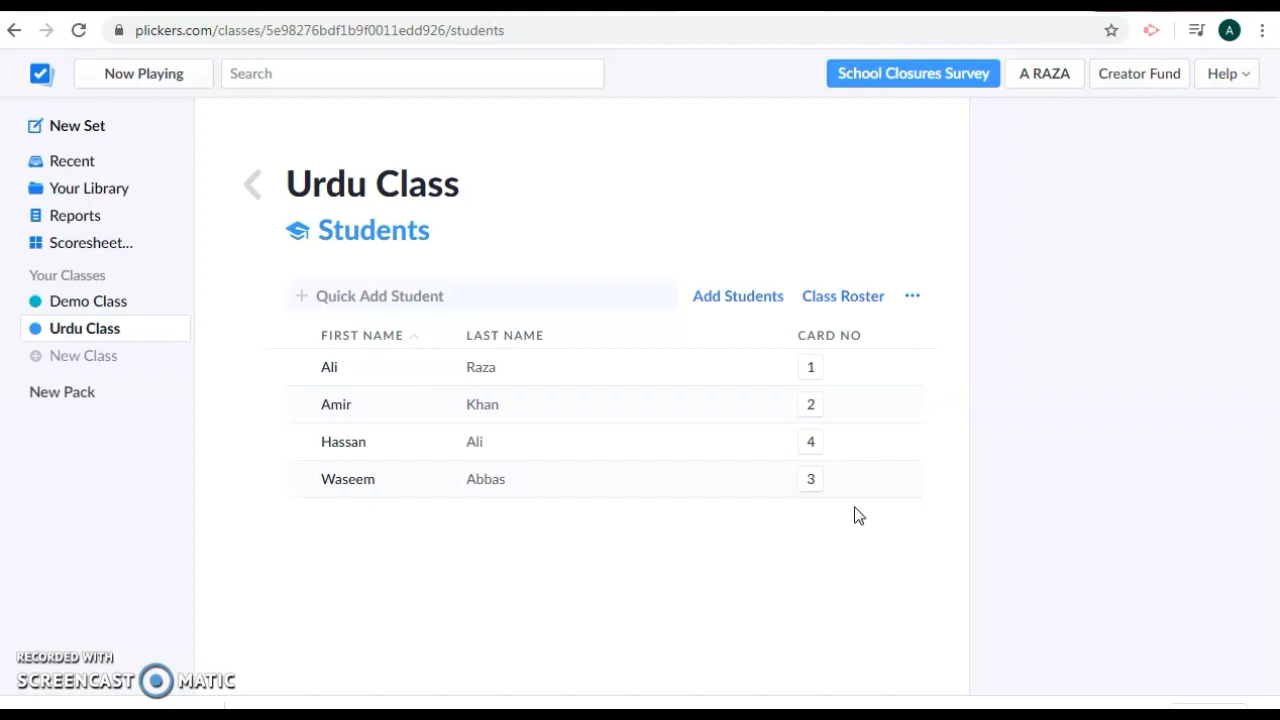 plickers.com/classes/5e98276bdf1b9f0011edd926/students
A
Now Playing
Search
School Closures Survey
A RAZA
Creator Fund
Help
New Set
Recent
Your Library
Reports
Scoresheet...
Your Classes
Demo Class
Urdu Class
New Class
New Pack
Urdu Class
Students
Quick Add Student
Add Students
Class Roster
FIRST NAME LAST NAME CARD NO
Ali Raza 1
Amir Khan 2
Hassan Ali 4
Waseem Abbas 3
RECORDED WITH
SCREENCAST MATIC